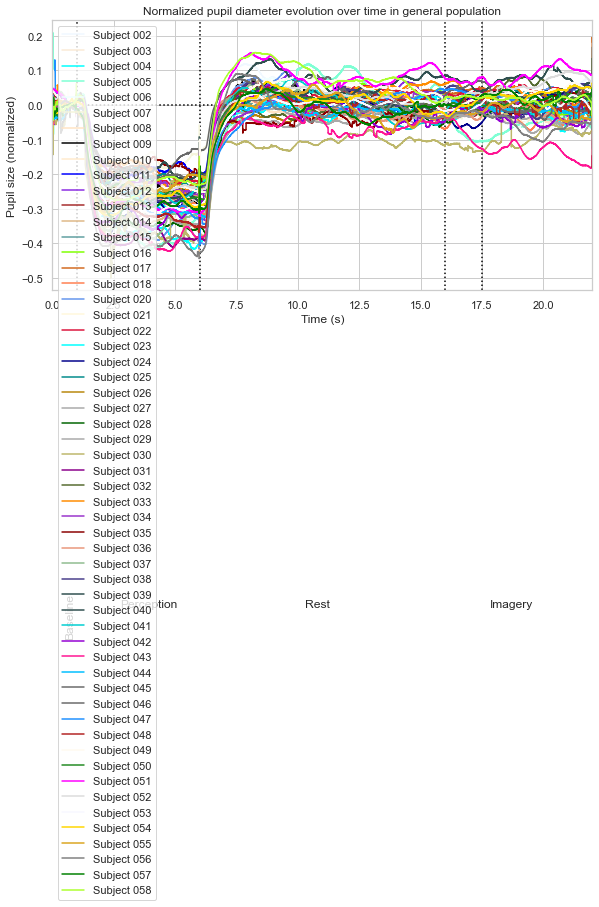 Normalized pupil diameter evolution over time in general population
Pupil size (normalized)
0.2
0.1
0.0
−0.1
−0.2
−0.3
−0.4
−0.5
0.0
5.0
7.5
10.0
12.5
15.0
17.5
20.0
Time (s)
Subject 002
Subject 003
Subject 004
Subject 005
Subject 006
Subject 007
Subject 008
Subject 009
Subject 010
Subject 011
Subject 012
Subject 013
Subject 014
Subject 015
Subject 016
Subject 017
Subject 018
Subject 020
Subject 021
Subject 022
Subject 023
Subject 024
Subject 025
Subject 026
Subject 027
Subject 028
Subject 029
Subject 030
Subject 031
Subject 032
Subject 033
Subject 034
Subject 035
Subject 036
Subject 037
Subject 038
Subject 039
Subject 040
Subject 041
Subject 042
Subject 043
Subject 044
Subject 045
Subject 046
Subject 047
Subject 048
Subject 049
Subject 050
Subject 051
Subject 052
Subject 053
Subject 054
Subject 055
Subject 056
Subject 057
Subject 058
Baseline
Perception
Rest
Imagery